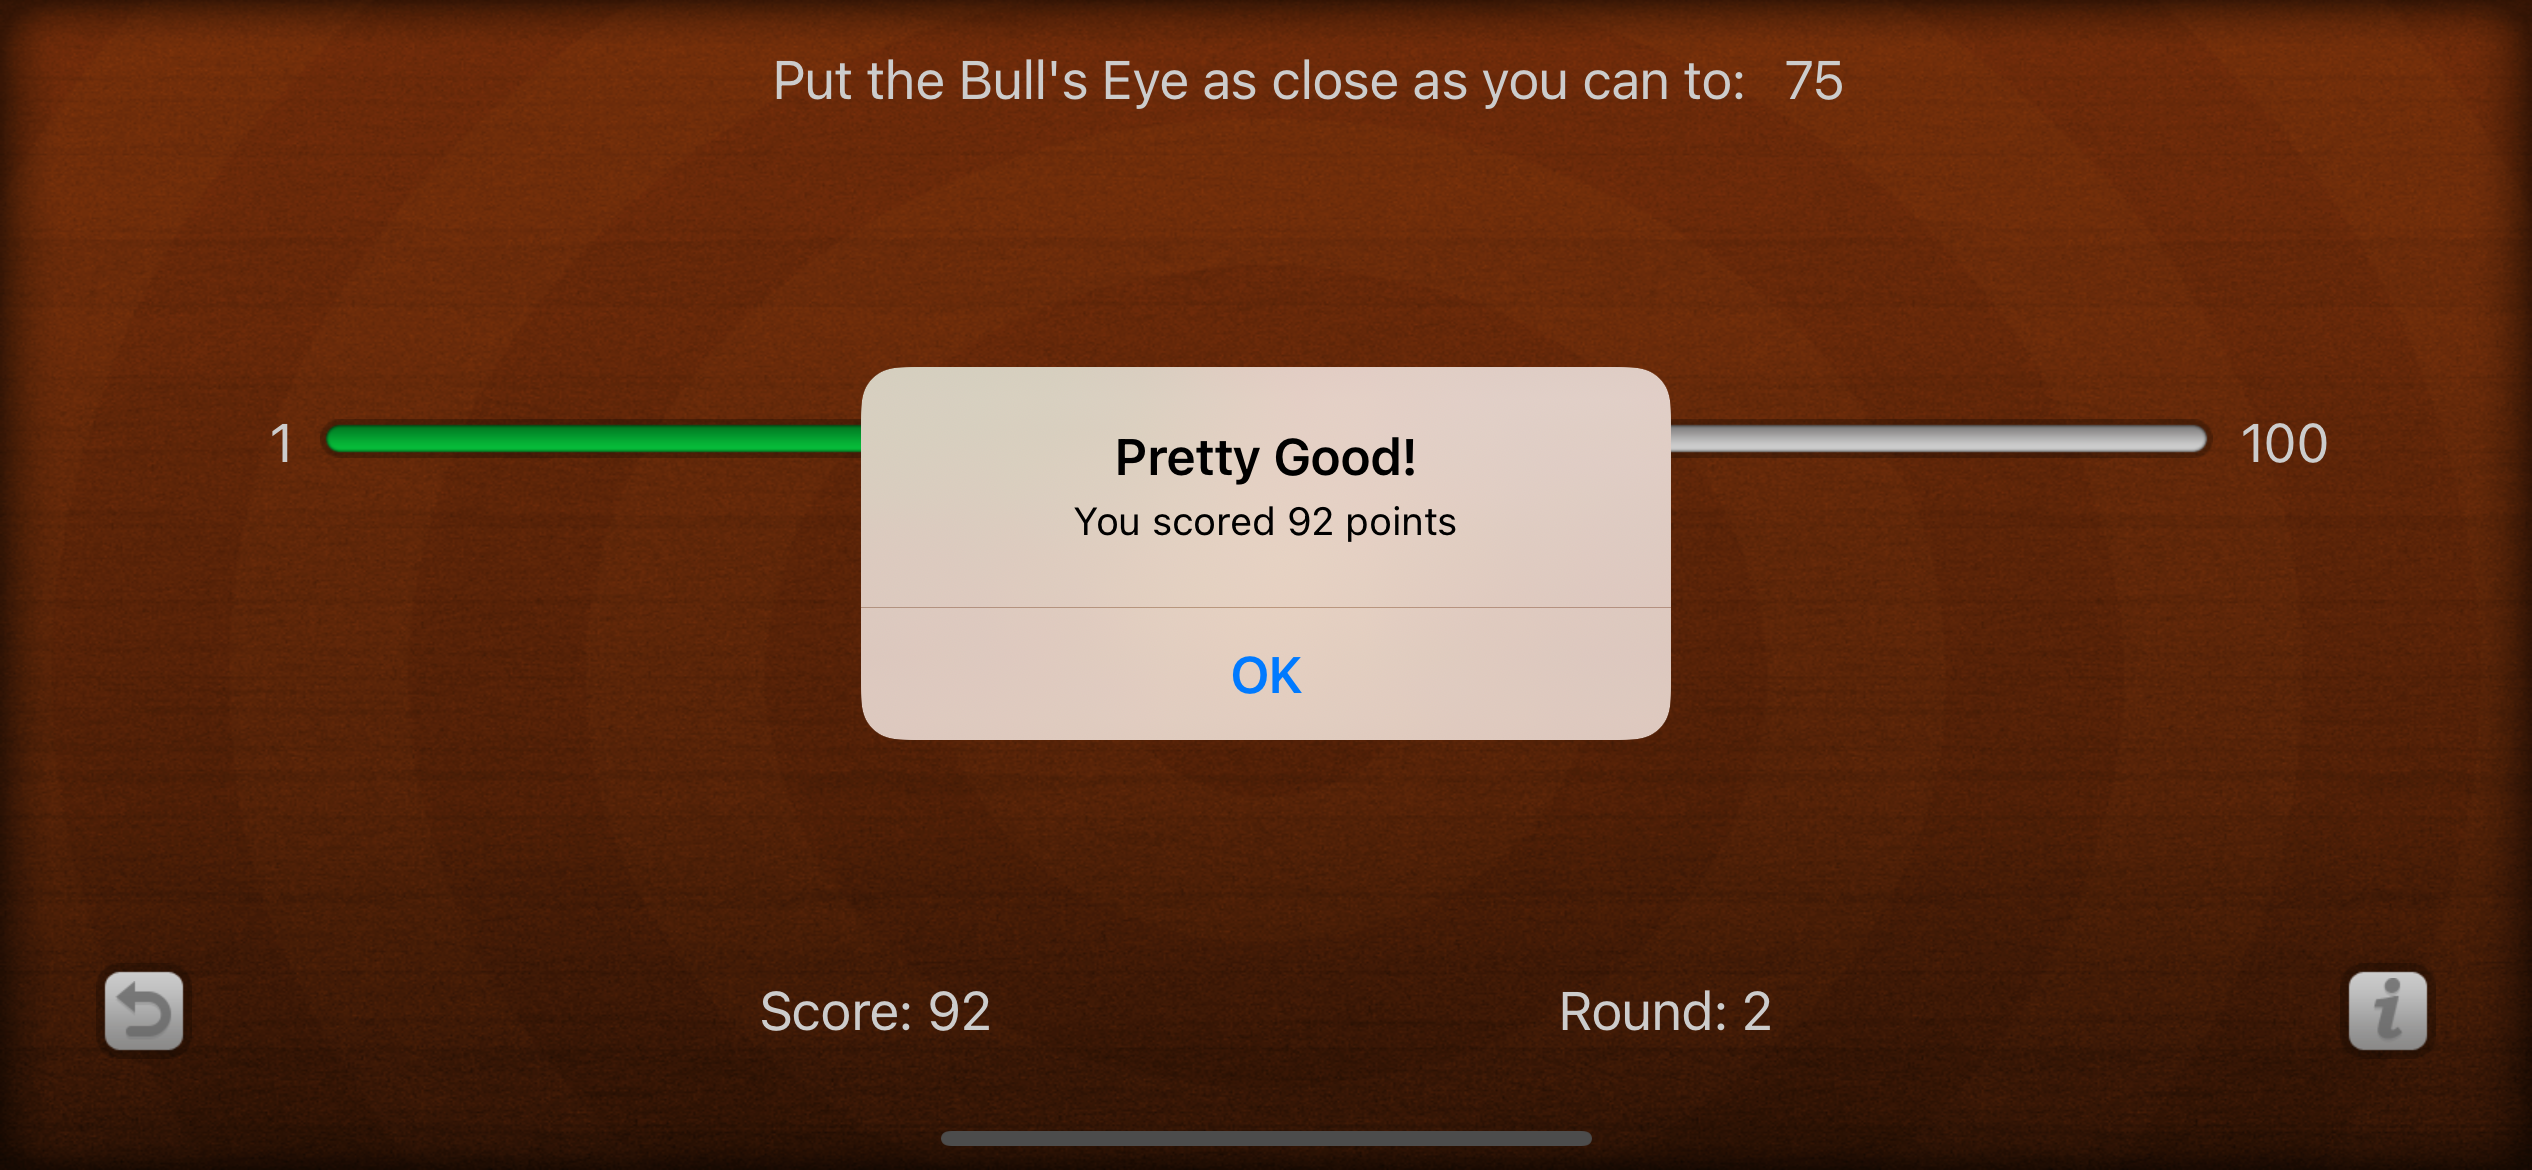 Put the Bull's Eye as close as you can to: 75
1 100
Pretty Good!
You scored 92 points
OK
Score: 92 Round: 2
i